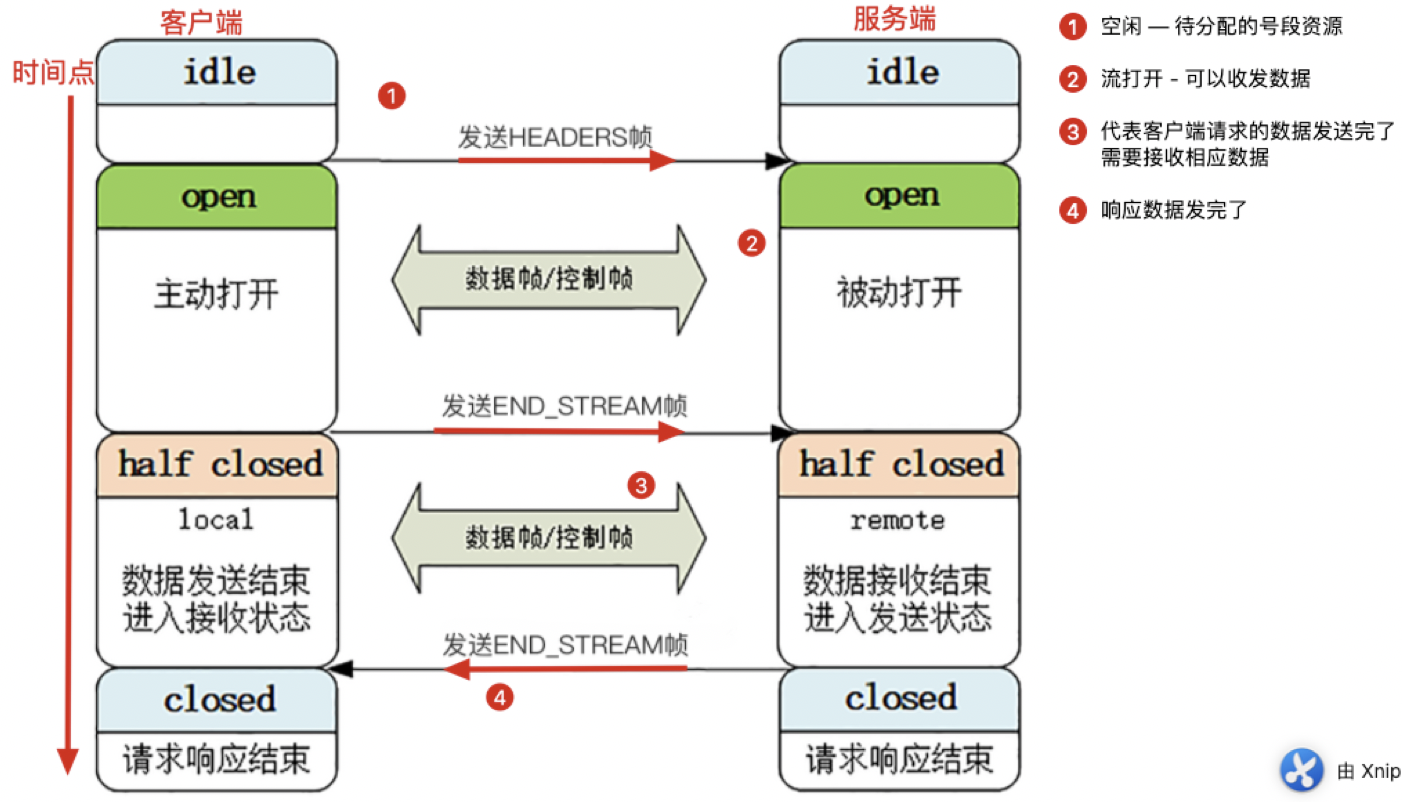 客户端
服务端
时间点
idle
idle
1
发送HEADERS帧
open
open
主动打开
被动打开
2
数据帧/控制帧
发送END_STREAM帧
half closed
half closed
local
remote
3
数据帧/控制帧
数据发送结束
进入接收状态
数据接收结束
进入发送状态
发送END_STREAM帧
4
closed
closed
请求响应结束
请求响应结束
1 空闲 — 待分配的号段资源
2 流打开 - 可以收发数据
3 代表客户端请求的数据发送完了
需要接收相应数据
4 响应数据发完了
由 Xnip